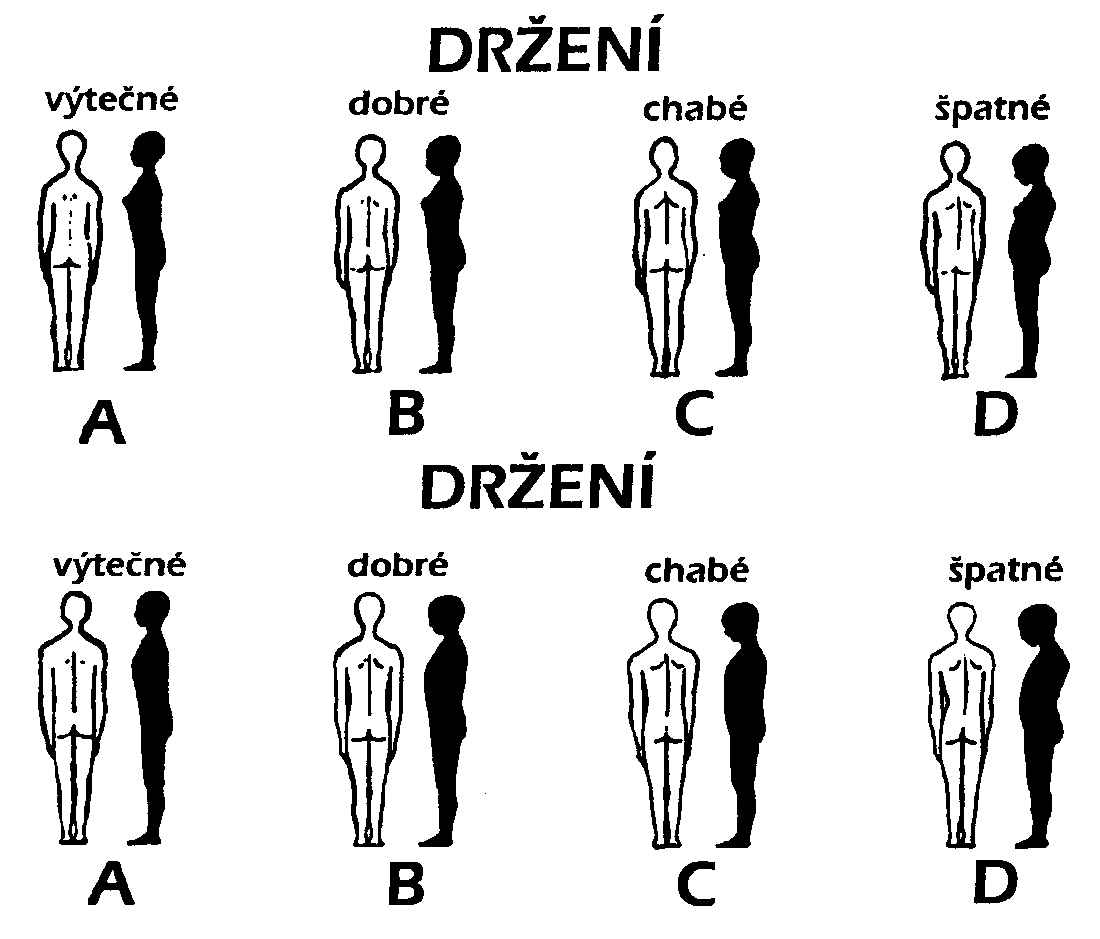 DRŽENÍ
výtečné dobré chabé špatné
A B C D
DRŽENÍ
výtečné dobré chabé špatné
A B C D